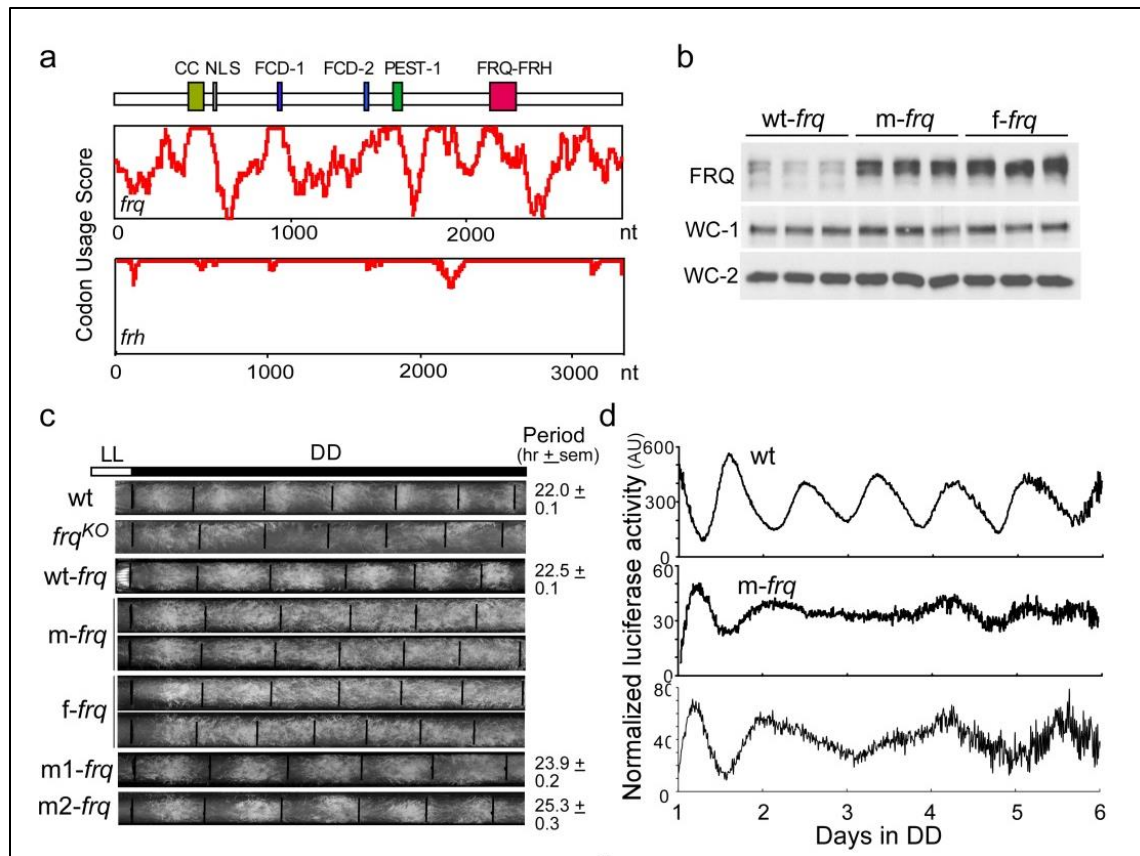 a
CC NLS FCD-1 FCD-2 PEST-1 FRQ-FRH
Codon Usage Score
frq
0 1000 2000 nt
frh
0 1000 2000 3000 nt
b
wt-frq m-frq f-frq
FRQ
WC-1
WC-2
c
LL DD Period
(hr ± sem)
wt 22.0 ±
0.1
frqKO
wt-frq 22.5 ±
0.1
m-frq
f-frq
m1-frq 23.9 ±
0.2
m2-frq 25.3 ±
0.3
d
Normalized luciferase activity (AU)
600
300
0
wt
60
30
0
m-frq
80
40
0
1 2 3 4 5 6
Days in DD